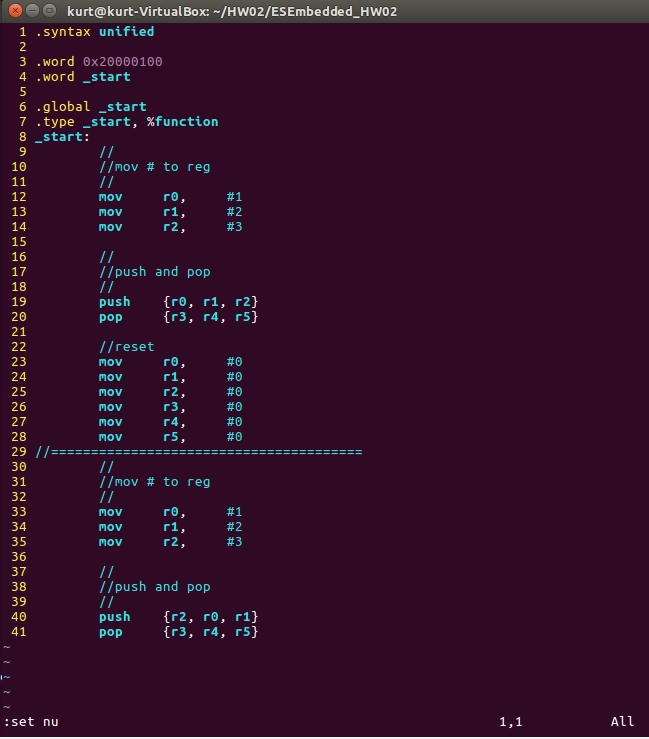 kurt@kurt-VirtualBox: ~/HW02/ESEmbedded_HW02
1 .syntax unified
2
3 .word 0x20000100
4 .word _start
5
6 .global _start
7 .type _start, %function
8 _start:
9         //
10         //mov # to reg
11         //
12         mov     r0,     #1
13         mov     r1,     #2
14         mov     r2,     #3
15
16         //
17         //push and pop
18         //
19         push    {r0, r1, r2}
20         pop     {r3, r4, r5}
21
22         //reset
23         mov     r0,     #0
24         mov     r1,     #0
25         mov     r2,     #0
26         mov     r3,     #0
27         mov     r4,     #0
28         mov     r5,     #0
29 //=======================================
30         //
31         //mov # to reg
32         //
33         mov     r0,     #1
34         mov     r1,     #2
35         mov     r2,     #3
36
37         //
38         //push and pop
39         //
40         push    {r2, r0, r1}
41         pop     {r3, r4, r5}
~
~
~
~
~
:set nu                                                       1,1           All